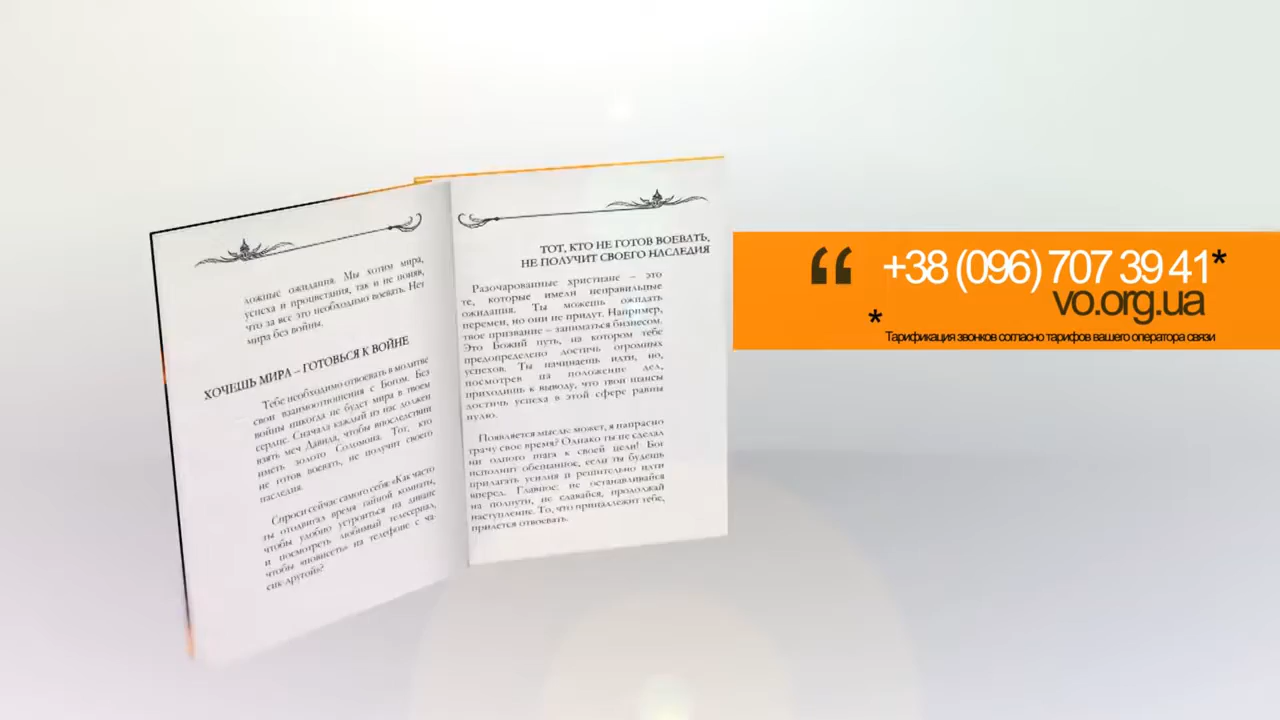 ложные ожидания. Мы хотим мира,
успеха и процветания, так и не поняв,
что за все это необходимо воевать. Нет
мира без войны.
ХОЧЕШЬ МИРА – ГОТОВЬСЯ К ВОЙНЕ
Тебе необходимо отвоевать в молитве
свои взаимоотношения с Богом. Без
войны никогда не будет мира в твоем
сердце. Сначала каждый из нас должен
взять меч Давида, чтобы впоследствии
иметь золото Соломона. Тот, кто
не готов воевать, не получит своего
наследия.
Спроси сейчас самого себя: «Как часто
ты отодвигал время тайной комнаты,
чтобы удобно устроиться на диване
и посмотреть любимый телесериал,
чтобы «повисеть» на телефоне с ча-
сик-другой»?
ТОТ, КТО НЕ ГОТОВ ВОЕВАТЬ,
НЕ ПОЛУЧИТ СВОЕГО НАСЛЕДИЯ
Разочарованные христиане – это
те, которые имели неправильные
ожидания. Ты можешь ожидать
перемен, но они не придут. Например,
твое призвание – заниматься бизнесом.
Это Божий путь, на котором тебе
предопределено достичь огромных
успехов. Ты начинаешь идти, но,
посмотрев на положение дел,
приходишь к выводу, что твои шансы
достичь успеха в этой сфере равны
нулю.
Появляется мысль: может, я напрасно
трачу свое время? Однако ты не сделал
ни одного шага к своей цели! Бог
исполнит обещанное, если ты будешь
прилагать усилия и решительно идти
вперед. Главное: не останавливайся
на полпути, не сдавайся, продолжай
наступление. То, что принадлежит тебе,
придется отвоевать.
“ +38 (096) 707 39 41*
vo.org.ua
* Тарификация звонков согласно тарифов вашего оператора связи